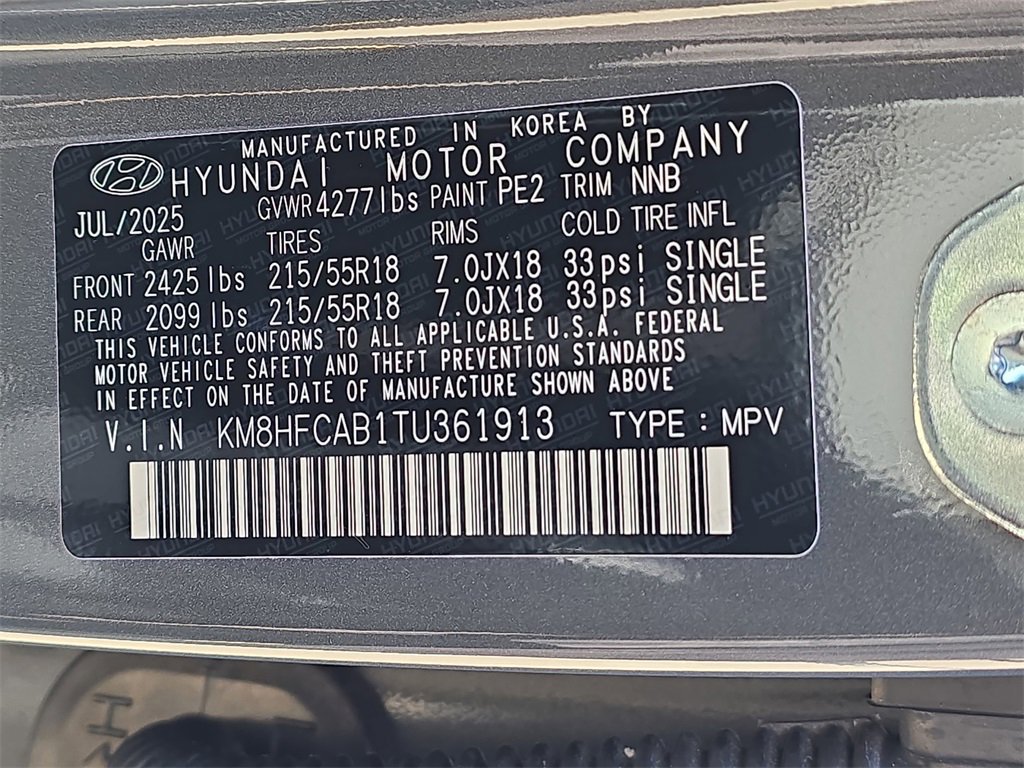 MANUFACTURED IN KOREA BY
HYUNDAI MOTOR COMPANY
JUL/2025 GVWR 4277lbs PAINT PE2 TRIM NNB
GAWR TIRES RIMS COLD TIRE INFL
FRONT 2425 lbs 215/55R18 7.0JX18 33psi SINGLE
REAR 2099 lbs 215/55R18 7.0JX18 33psi SINGLE
THIS VEHICLE CONFORMS TO ALL APPLICABLE U.S.A. FEDERAL
MOTOR VEHICLE SAFETY AND THEFT PREVENTION STANDARDS
IN EFFECT ON THE DATE OF MANUFACTURE SHOWN ABOVE
V.I.N KM8HFCAB1TU361913 TYPE : MPV